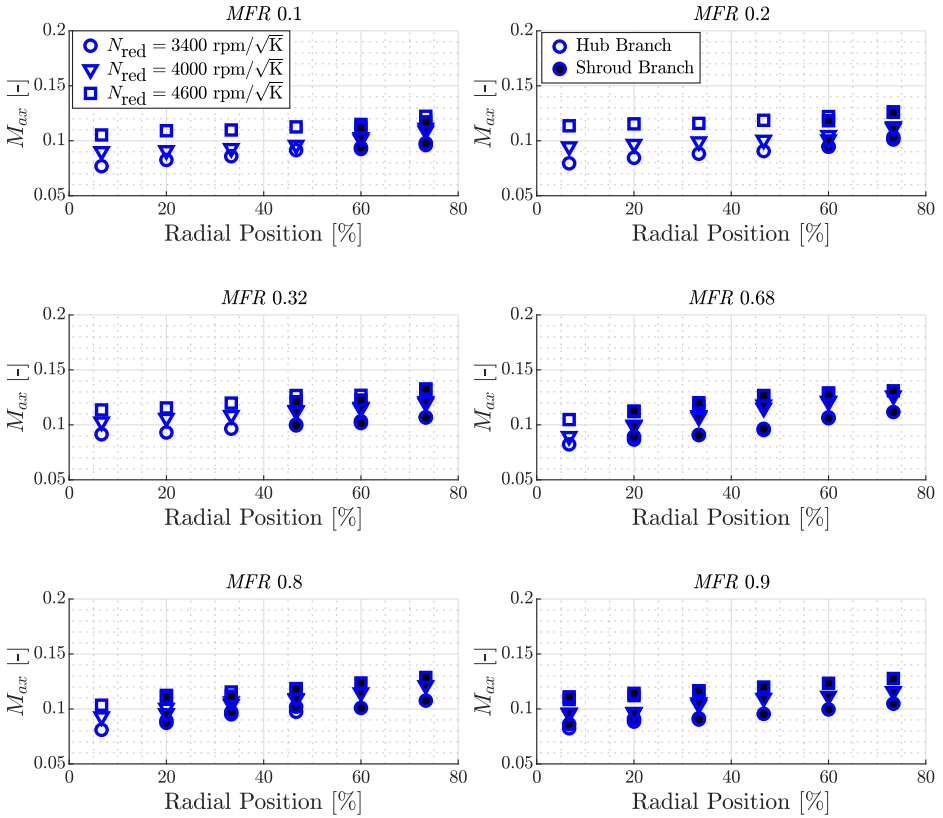 MFR 0.1
0.2
0.15
0.1
0.05
M_ax [-]
N_red = 3400 rpm/√K
N_red = 4000 rpm/√K
N_red = 4600 rpm/√K
0 20 40 60 80
Radial Position [%]
MFR 0.2
0.2
0.15
0.1
0.05
M_ax [-]
Hub Branch
Shroud Branch
0 20 40 60 80
Radial Position [%]
MFR 0.32
0.2
0.15
0.1
0.05
M_ax [-]
0 20 40 60 80
Radial Position [%]
MFR 0.68
0.2
0.15
0.1
0.05
M_ax [-]
0 20 40 60 80
Radial Position [%]
MFR 0.8
0.2
0.15
0.1
0.05
M_ax [-]
0 20 40 60 80
Radial Position [%]
MFR 0.9
0.2
0.15
0.1
0.05
M_ax [-]
0 20 40 60 80
Radial Position [%]